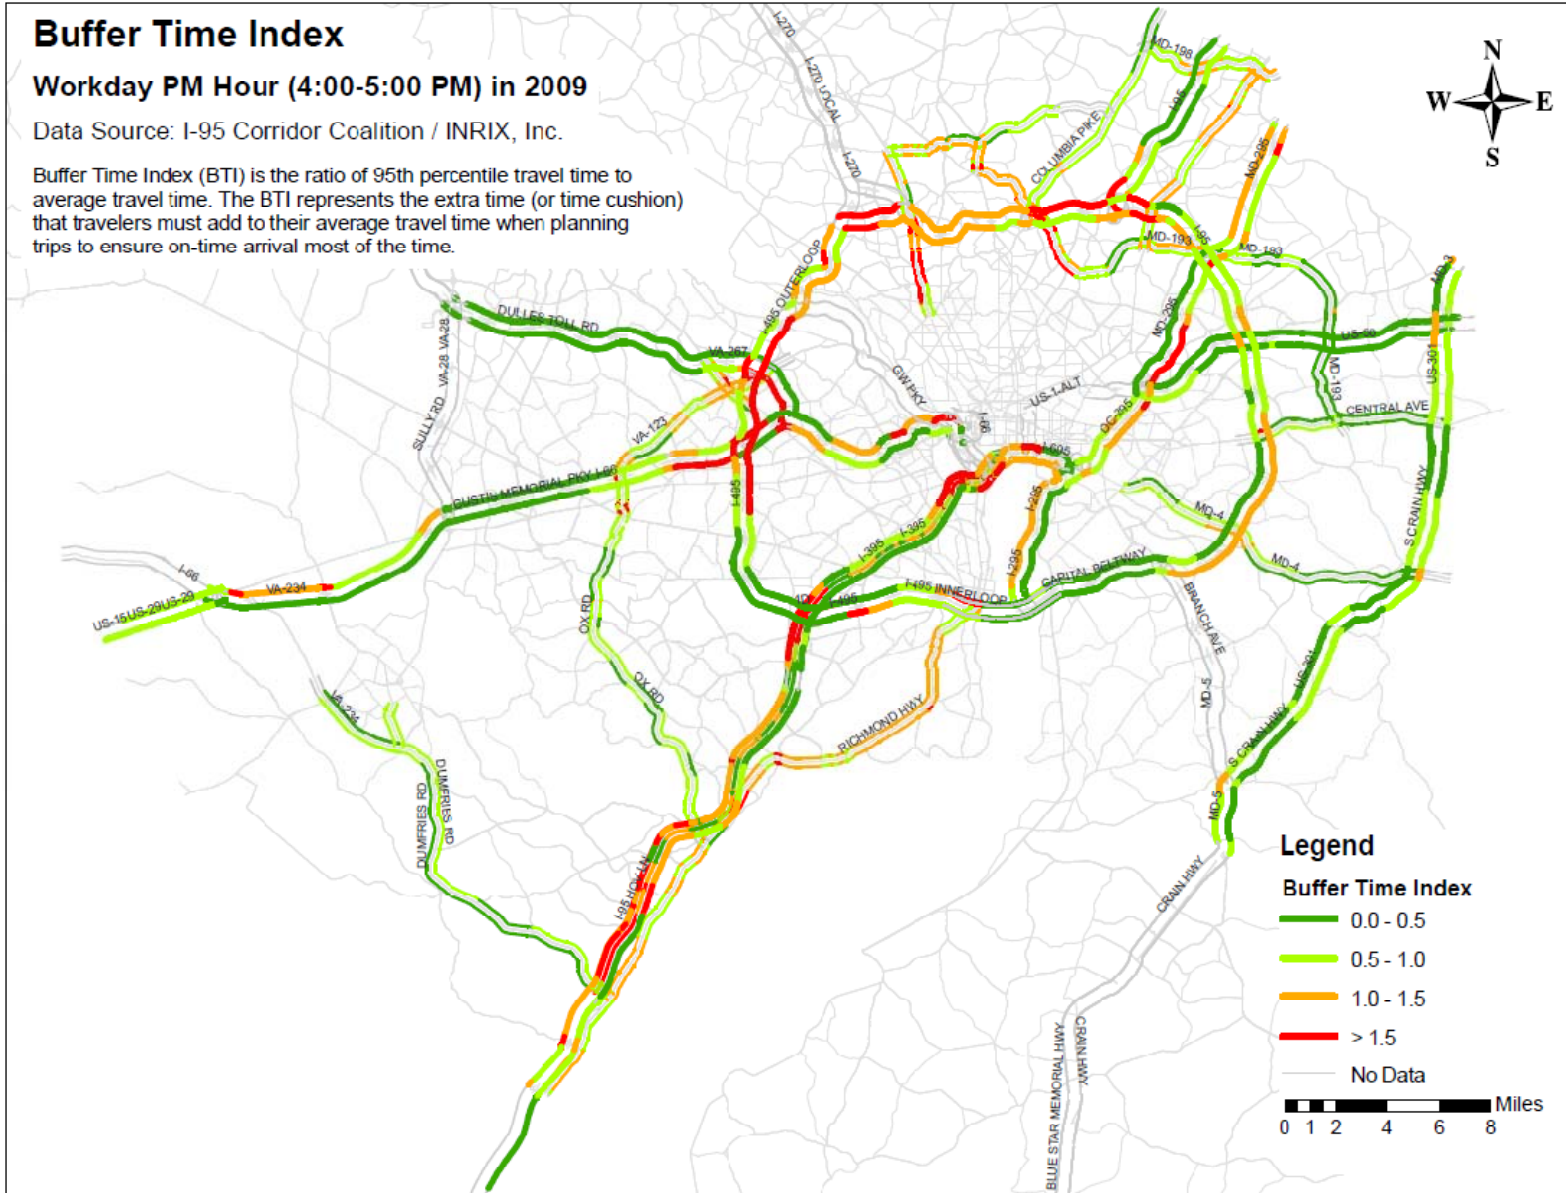 Buffer Time Index
Workday PM Hour (4:00-5:00 PM) in 2009
Data Source: I-95 Corridor Coalition / INRIX, Inc.
Buffer Time Index (BTI) is the ratio of 95th percentile travel time to
average travel time. The BTI represents the extra time (or time cushion)
that travelers must add to their average travel time when planning
trips to ensure on-time arrival most of the time.
N
W
E
S
I-270
I-270 LOCAL
I-270
MD-198
I-95
COLUMBIA PIKE
MD-295
MD-193
I-95
MD-193
MD-3
I-495 OUTERLOOP
DULLES TOLL RD
VA-267
VA-28
VA-28
SULLY RD
GW PKY
US-1-ALT
MD-295
US-50
US-301
MD-193
CENTRAL AVE
VA-123
I-66
DC-295
I-695
CUSTIS MEMORIAL PKY I-66
I-495
I-395
I-395
I-295
I-295
MD-4
MD-4
S CRAIN HWY
I-66
VA-234
US-15
US-29
US-29
I-495
I-495 INNERLOOP
CAPITAL BELTWAY
BRANCH AVE
OX RD
OX RD
MD-5
US-301
S CRAIN HWY
VA-234
RICHMOND HWY
DUMFRIES RD
DUMFRIES RD
MD-5
I-95 HOV LN
CRAIN HWY
BLUE STAR MEMORIAL HWY
CRAIN HWY
Legend
Buffer Time Index
0.0 - 0.5
0.5 - 1.0
1.0 - 1.5
> 1.5
No Data
Miles
0 1 2 4 6 8